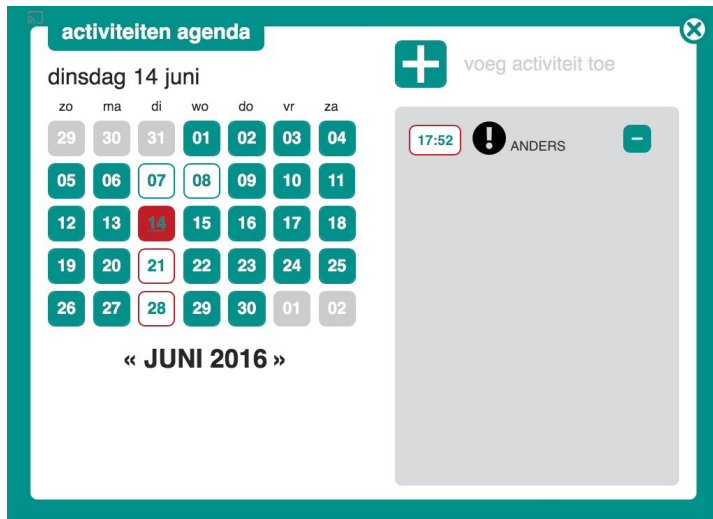 activiteiten agenda
dinsdag 14 juni
zo ma di wo do vr za
29 30 31 01 02 03 04
05 06 07 08 09 10 11
12 13 14 15 16 17 18
19 20 21 22 23 24 25
26 27 28 29 30 01 02
« JUNI 2016 »
voeg activiteit toe
17:52 ANDERS